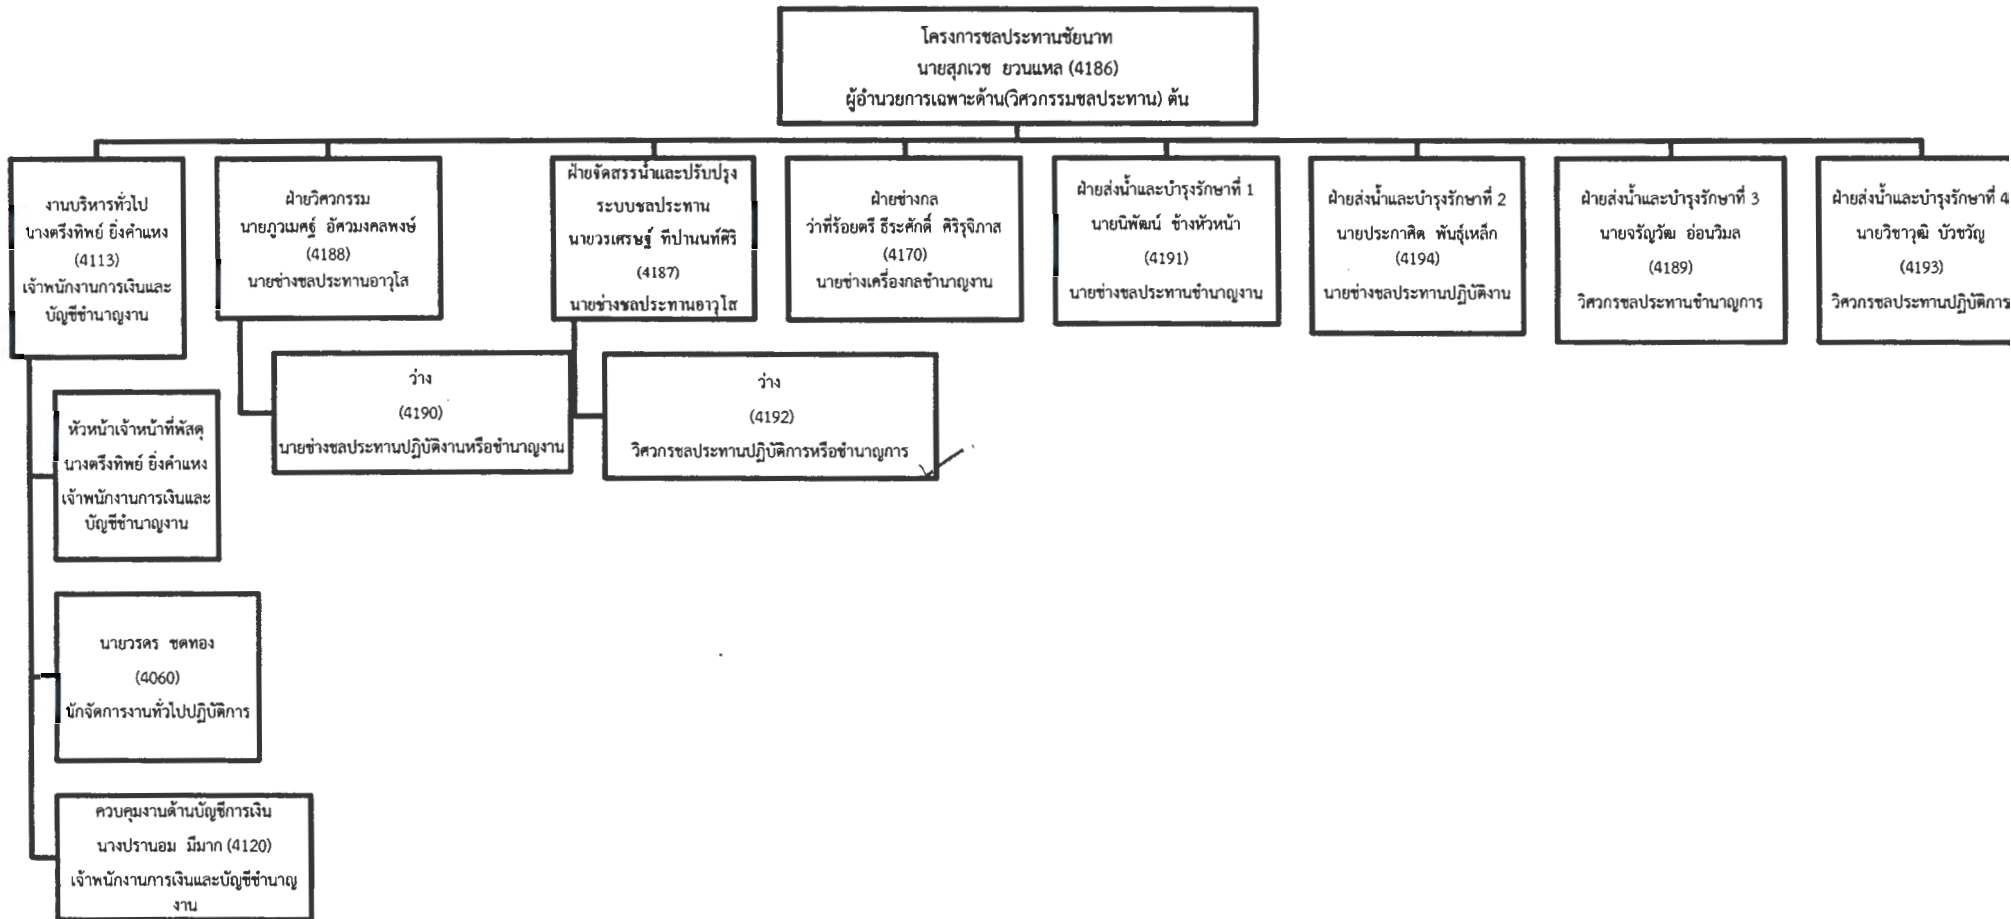 โครงการชลประทานชัยนาท
นายสุภเวช ยวนแหล (4186)
ผู้อำนวยการเฉพาะด้าน(วิศวกรรมชลประทาน) ต้น
งานบริหารทั่วไป
นางตรึงทิพย์ ยิ่งคำแหง
(4113)
เจ้าพนักงานการเงินและ
บัญชีชำนาญงาน
ฝ่ายวิศวกรรม
นายภูวเมศฐ์ อัศวมงคลพงษ์
(4188)
นายช่างชลประทานอาวุโส
ฝ่ายจัดสรรน้ำและปรับปรุง
ระบบชลประทาน
นายวรเศรษฐ์ ทีปานนท์ศิริ
(4187)
นายช่างชลประทานอาวุโส
ฝ่ายช่างกล
ว่าที่ร้อยตรี ธีระศักดิ์ ศิริรุจิภาส
(4170)
นายช่างเครื่องกลชำนาญงาน
ฝ่ายส่งน้ำและบำรุงรักษาที่ 1
นายนิพัฒน์ ช้างหัวหน้า
(4191)
นายช่างชลประทานชำนาญงาน
ฝ่ายส่งน้ำและบำรุงรักษาที่ 2
นายประกาศิต พันธุ์เหล็ก
(4194)
นายช่างชลประทานปฏิบัติงาน
ฝ่ายส่งน้ำและบำรุงรักษาที่ 3
นายจรัญวัฒ อ่อนวิมล
(4189)
วิศวกรชลประทานชำนาญการ
ฝ่ายส่งน้ำและบำรุงรักษาที่ 4
นายวิชาวุฒิ บัวขวัญ
(4193)
วิศวกรชลประทานปฏิบัติการ
ว่าง
(4190)
นายช่างชลประทานปฏิบัติงานหรือชำนาญงาน
ว่าง
(4192)
วิศวกรชลประทานปฏิบัติการหรือชำนาญการ
หัวหน้าเจ้าหน้าที่พัสดุ
นางตรึงทิพย์ ยิ่งคำแหง
เจ้าพนักงานการเงินและ
บัญชีชำนาญงาน
นายวรดร ชดทอง
(4060)
นักจัดการงานทั่วไปปฏิบัติการ
ควบคุมงานด้านบัญชีการเงิน
นางปรานอม มีมาก (4120)
เจ้าพนักงานการเงินและบัญชีชำนาญ
งาน